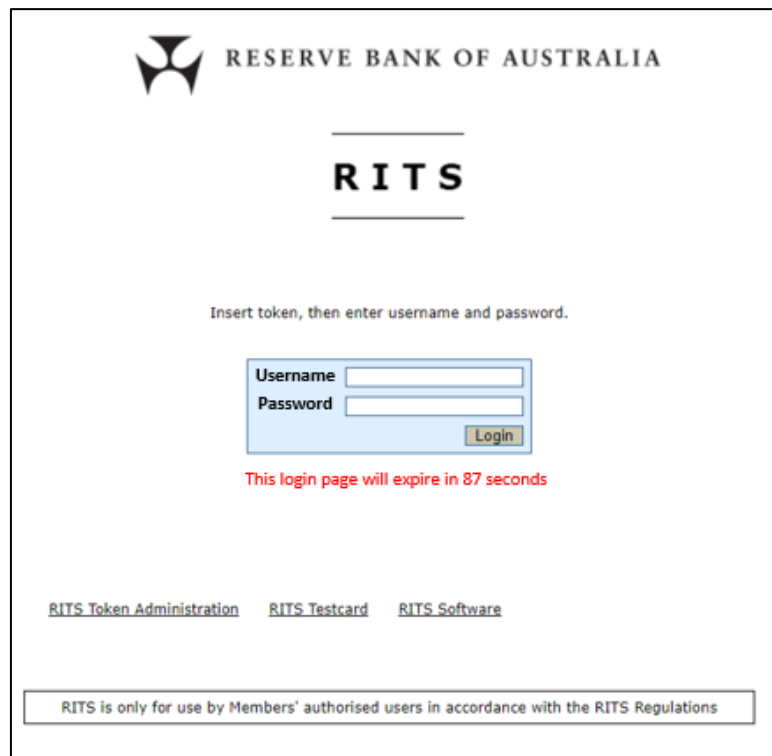 RESERVE BANK OF AUSTRALIA
RITS
Insert token, then enter username and password.
Username
Password
Login
This login page will expire in 87 seconds
RITS Token Administration RITS Testcard RITS Software
RITS is only for use by Members' authorised users in accordance with the RITS Regulations